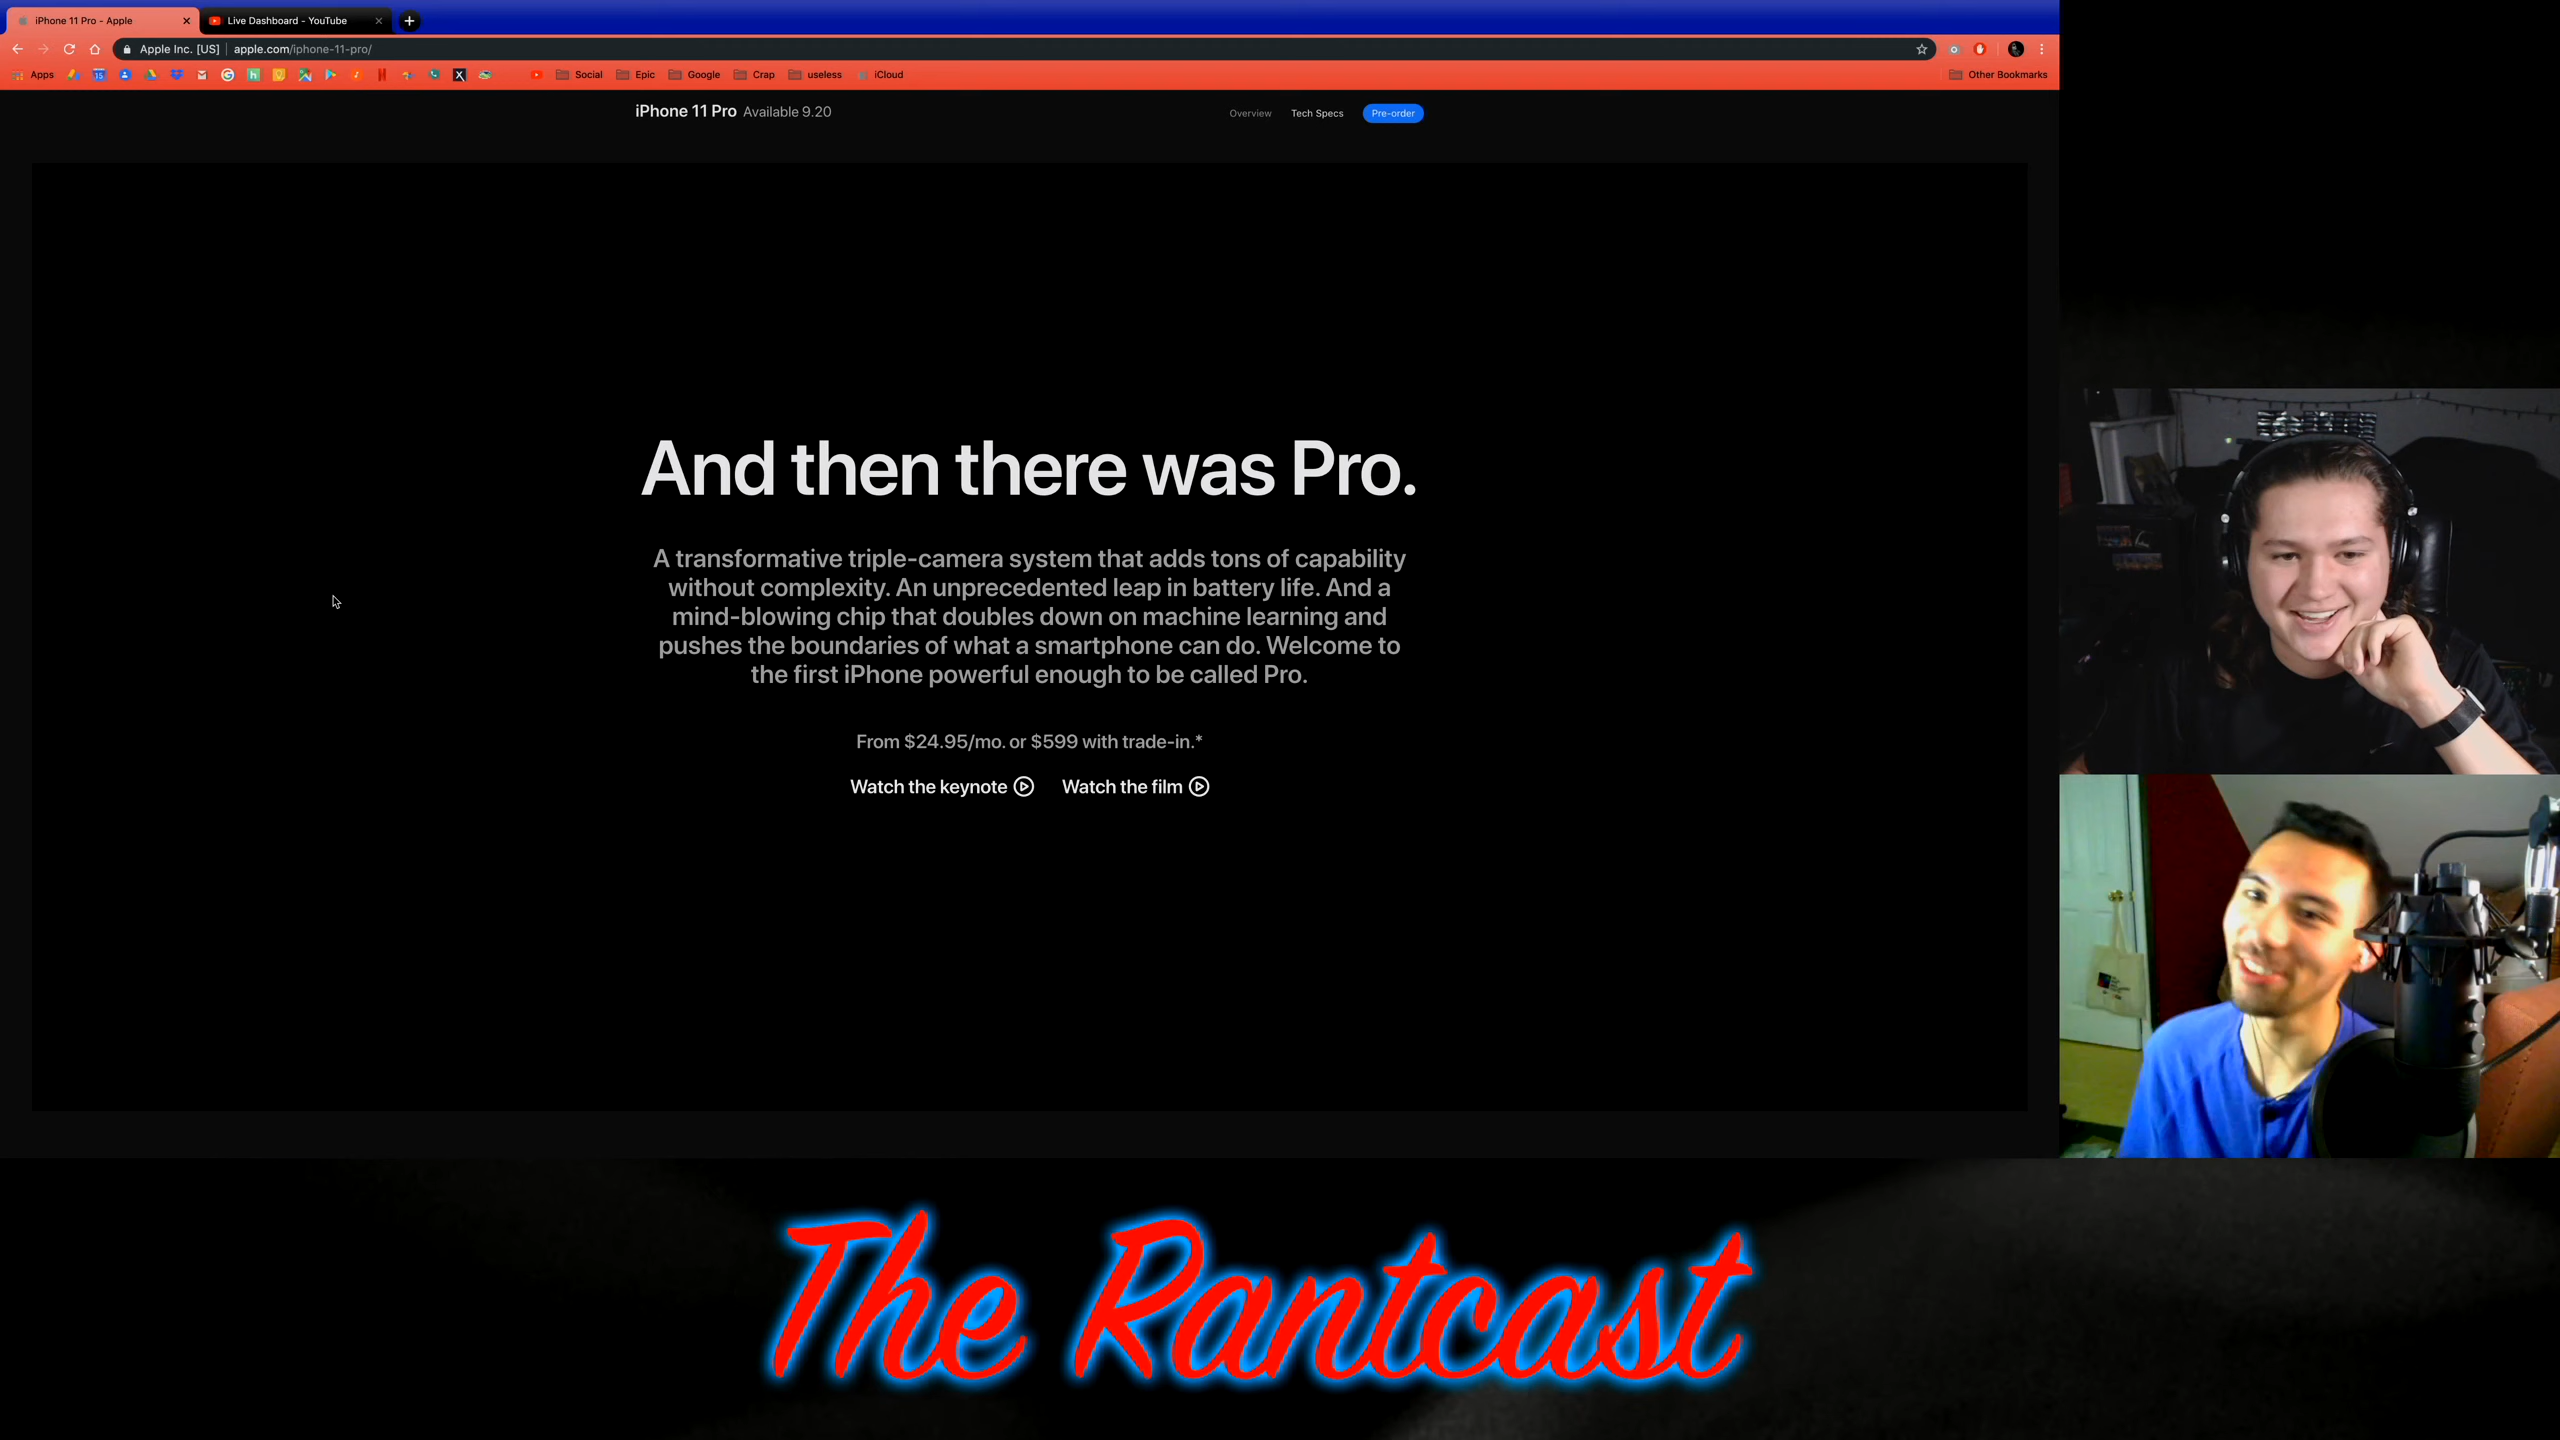 iPhone 11 Pro - Apple
Live Dashboard - YouTube
Apple Inc. [US] | apple.com/iphone-11-pro/
Apps
Social
Epic
Google
Crap
useless
iCloud
Other Bookmarks
iPhone 11 Pro Available 9.20
Overview
Tech Specs
Pre-order
And then there was Pro.
A transformative triple-camera system that adds tons of capability
without complexity. An unprecedented leap in battery life. And a
mind-blowing chip that doubles down on machine learning and
pushes the boundaries of what a smartphone can do. Welcome to
the first iPhone powerful enough to be called Pro.
From $24.95/mo. or $599 with trade-in.*
Watch the keynote
Watch the film
The Rantcast